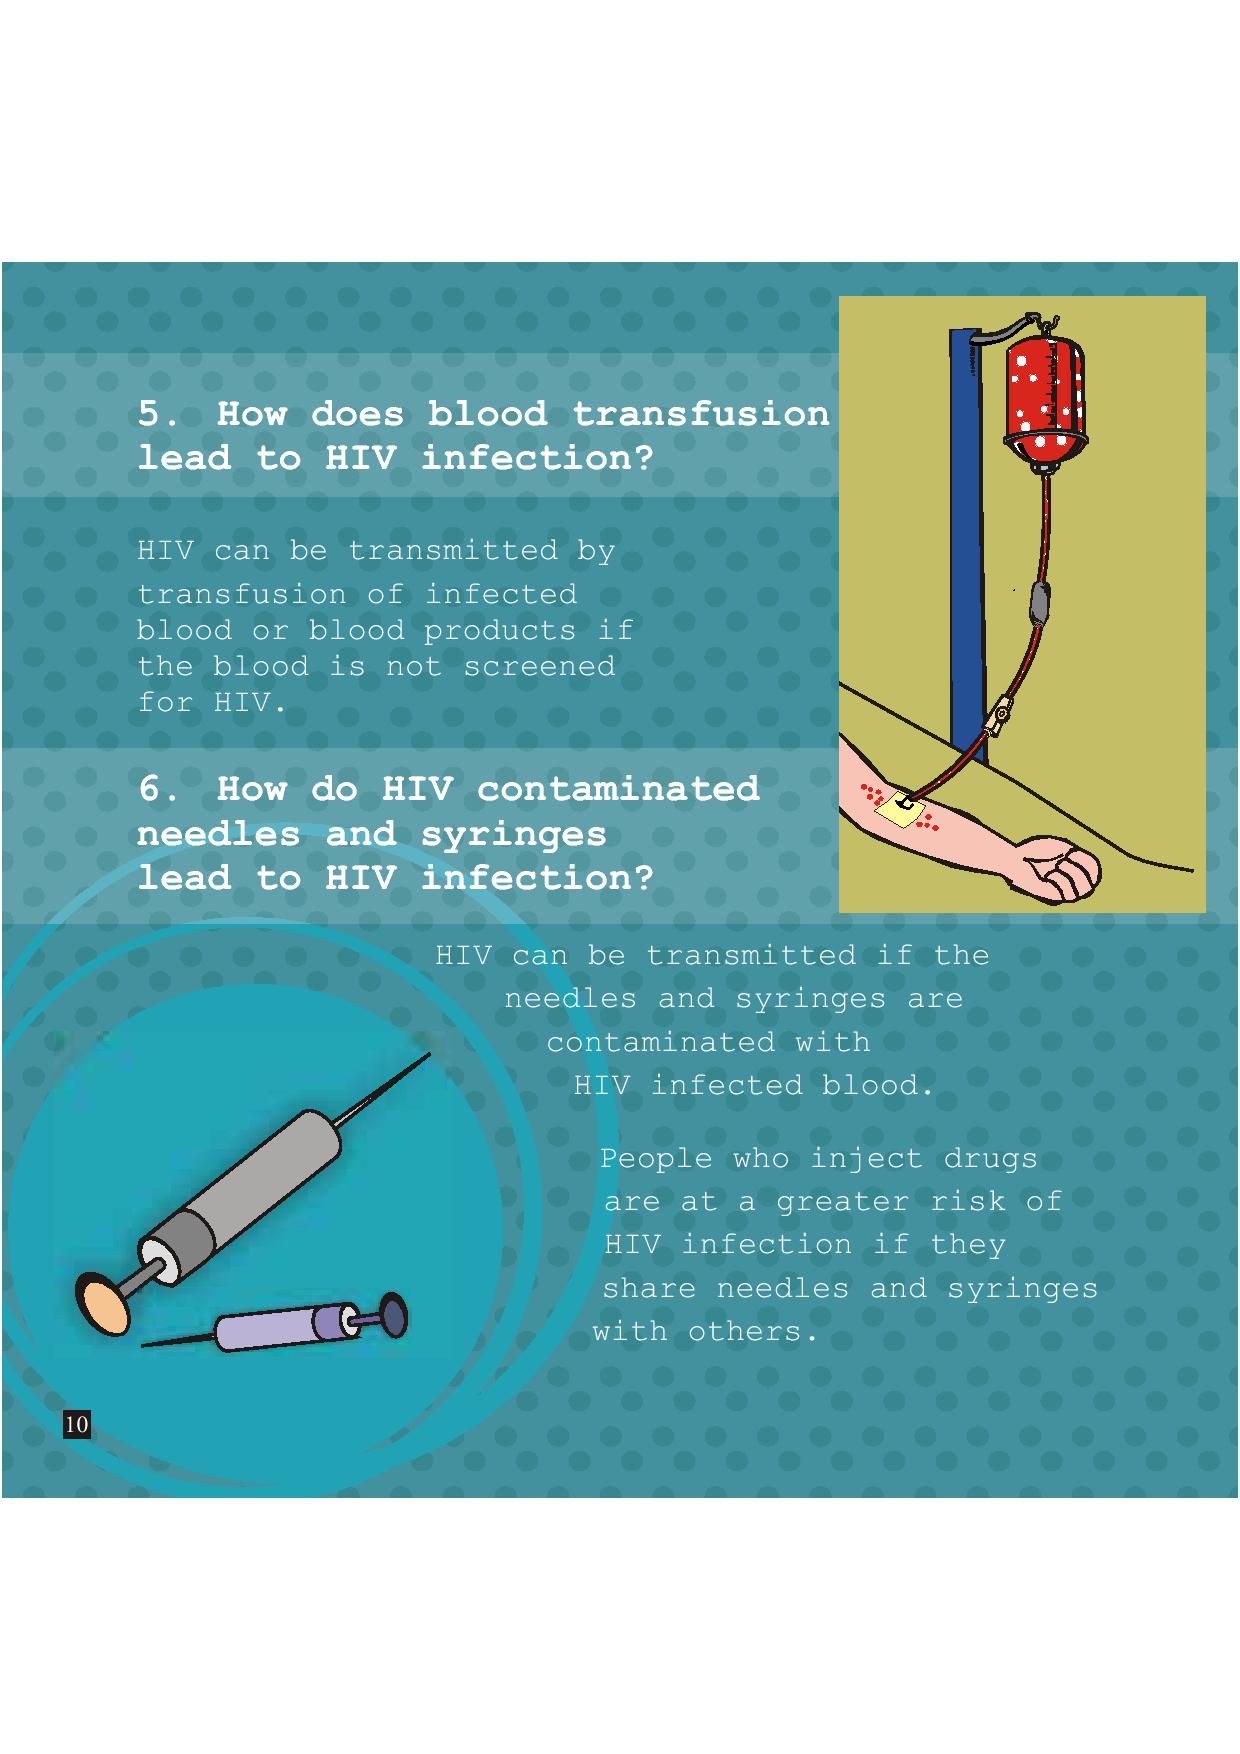 5. How does blood transfusion
lead to HIV infection?
HIV can be transmitted by
transfusion of infected
blood or blood products if
the blood is not screened
for HIV.
6. How do HIV contaminated
needles and syringes
lead to HIV infection?
HIV can be transmitted if the
needles and syringes are
contaminated with
HIV infected blood.
People who inject drugs
are at a greater risk of
HIV infection if they
share needles and syringes
with others.
10